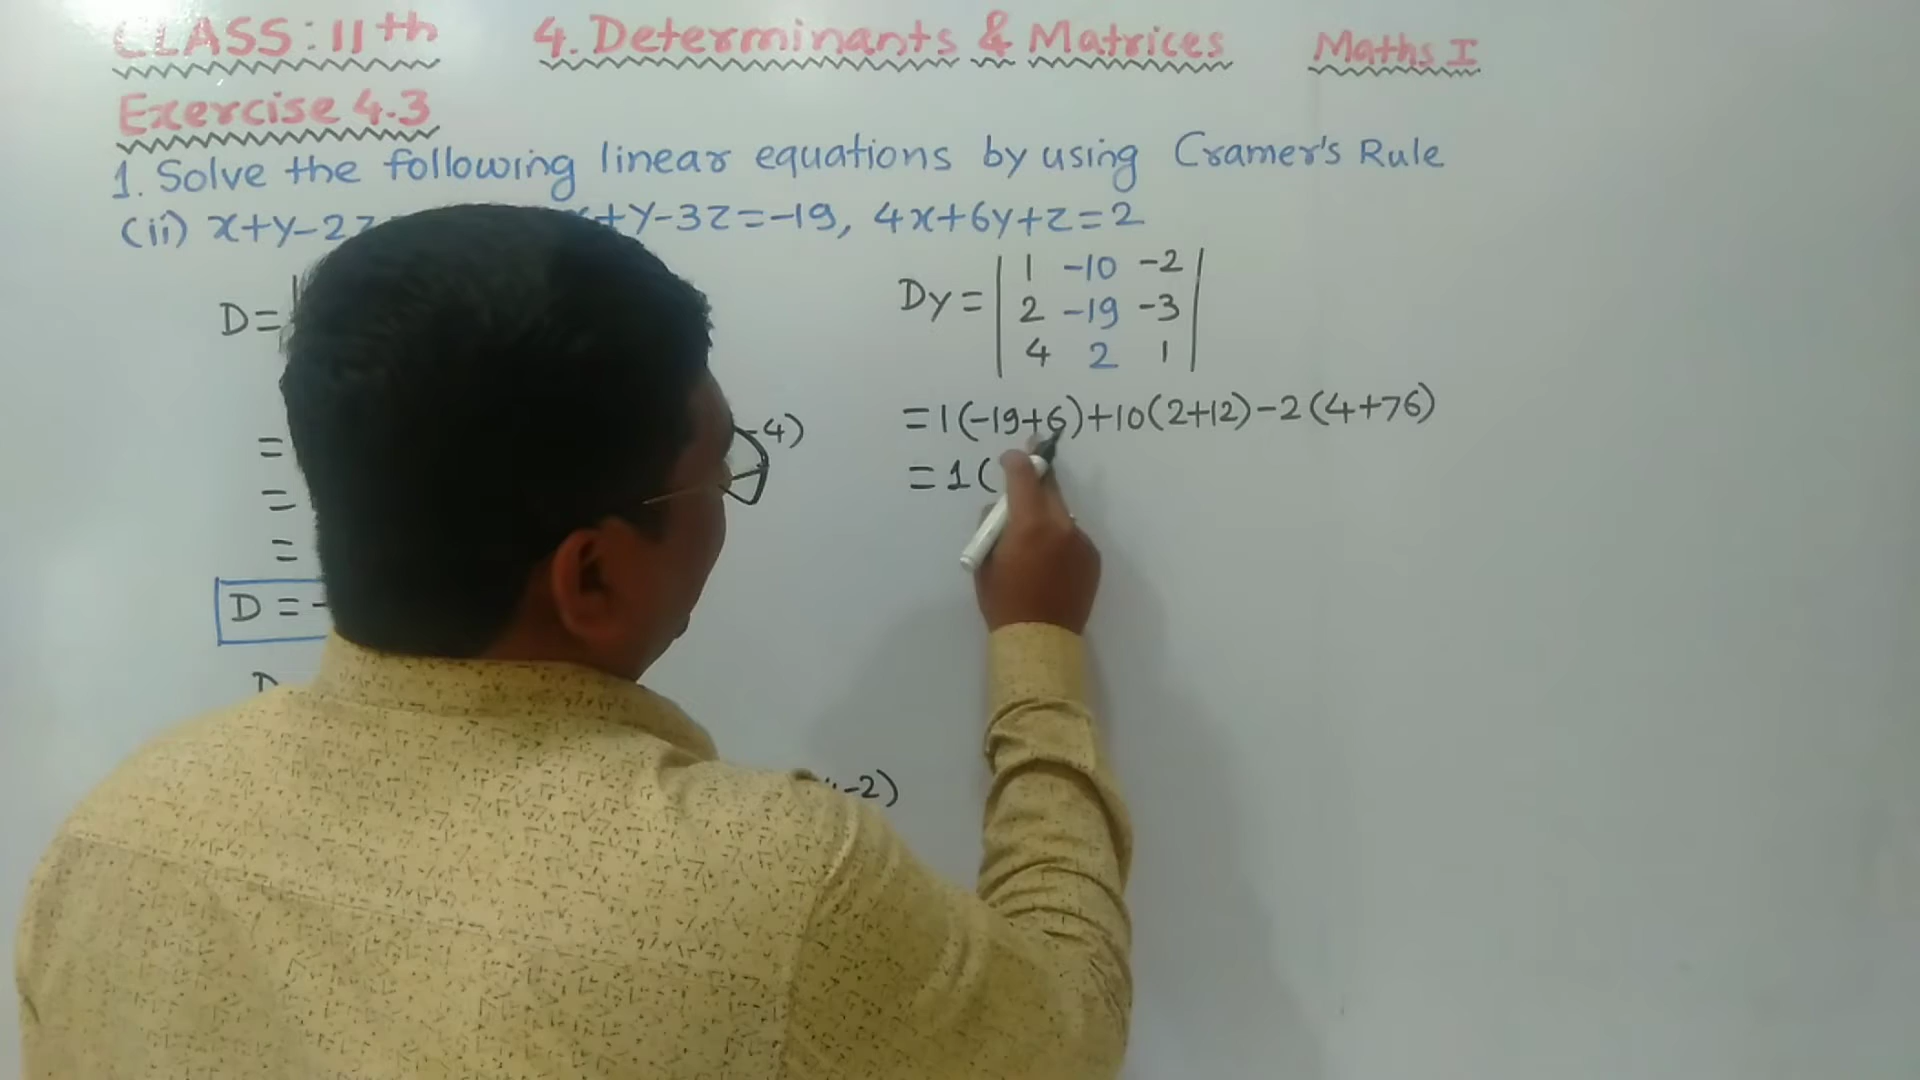 CLASS: 11th 4. Determinants & Matrices Maths I
Exercise 4.3
1. Solve the following linear equations by using Cramer's Rule
(ii) x+y-2z +y-3z=-19, 4x+6y+z=2
D=
=
-4)
=
=
D = -
D
-2)
Dy = | 1 -10 -2 |
| 2 -19 -3 |
| 4 2 1 |
=1(-19+6)+10(2+12)-2(4+76)
=1(